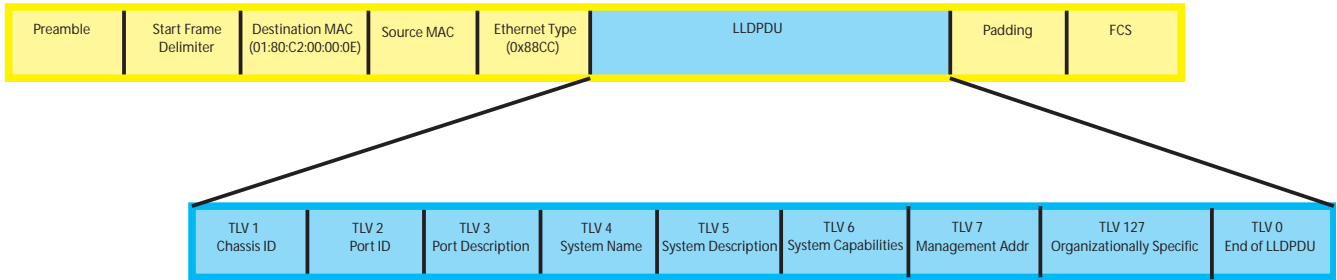 Preamble
Start Frame
Delimiter
Destination MAC
(01:80:C2:00:00:0E)
Source MAC
Ethernet Type
(0x88CC)
LLDPDU
Padding
FCS
TLV 1
Chassis ID
TLV 2
Port ID
TLV 3
Port Description
TLV 4
System Name
TLV 5
System Description
TLV 6
System Capabilities
TLV 7
Management Addr
TLV 127
Organizationally Specific
TLV 0
End of LLDPDU